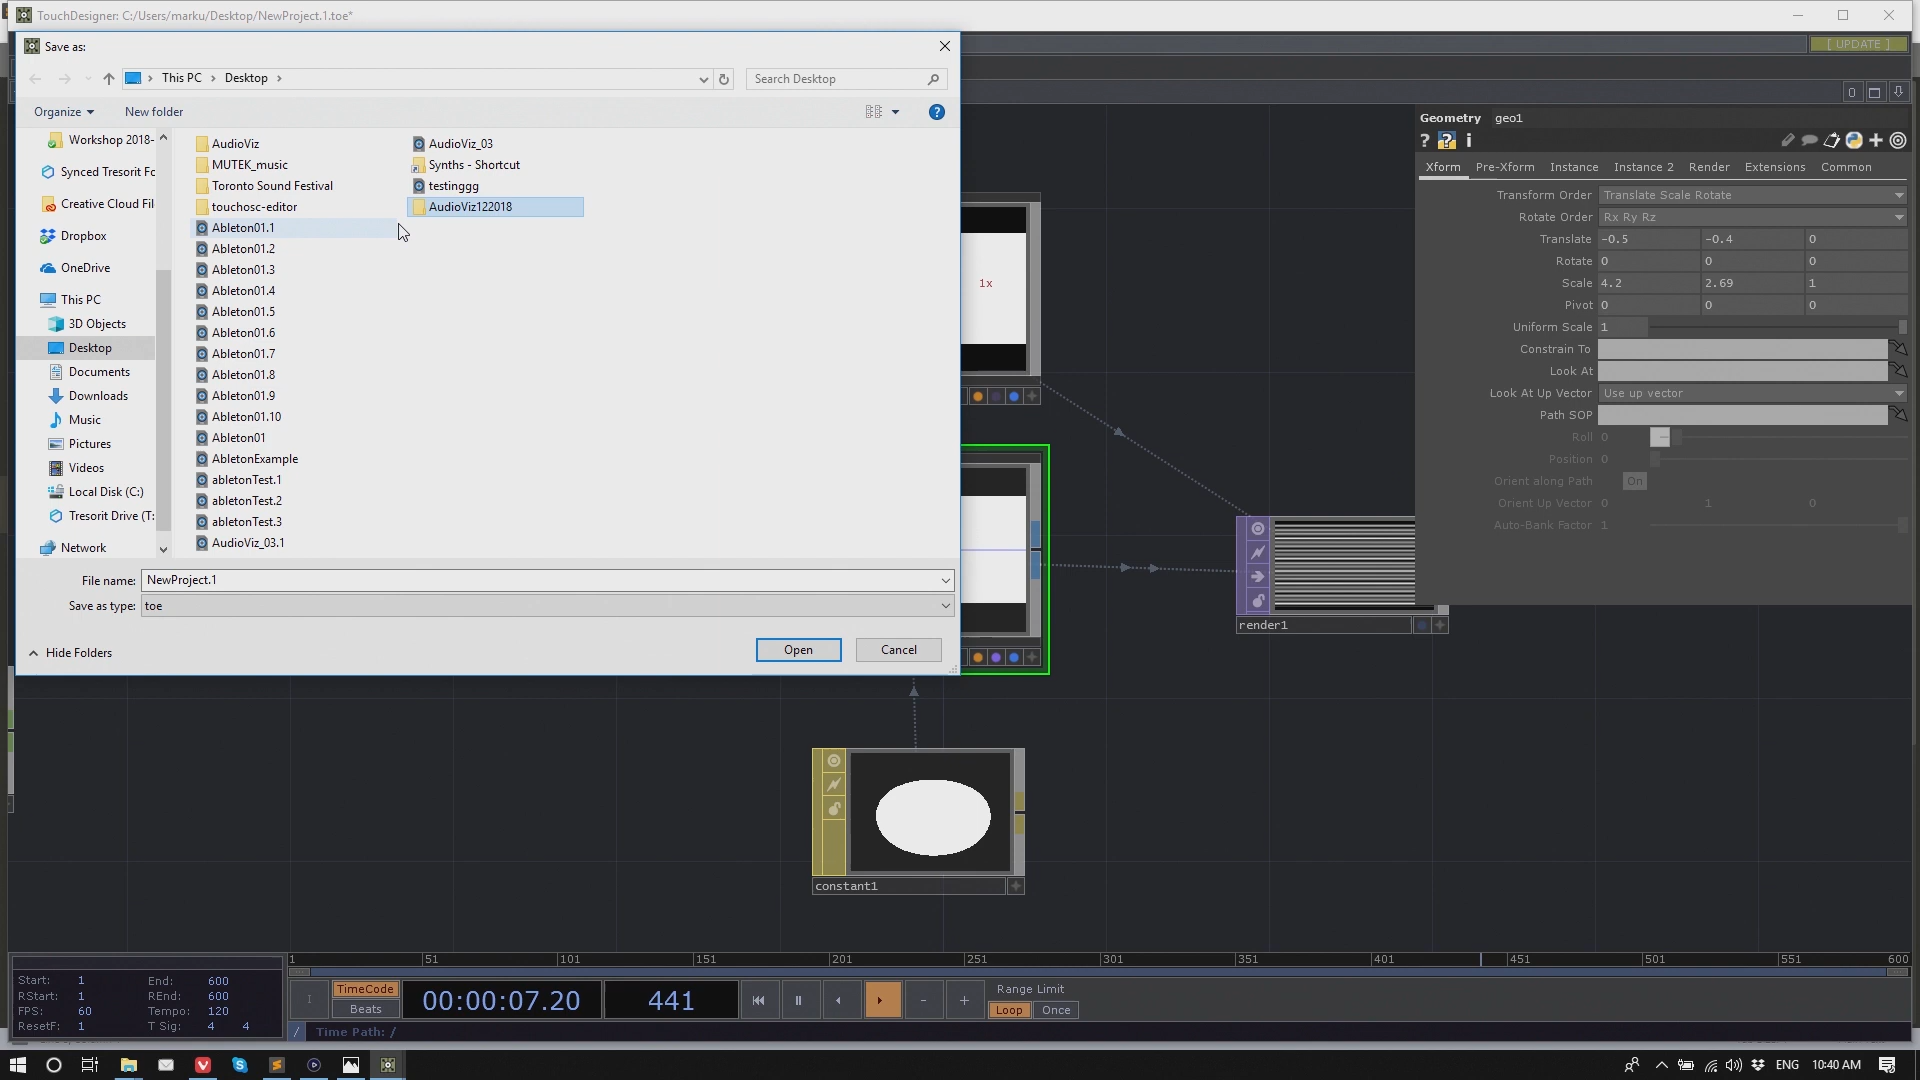 TouchDesigner: C:/Users/marku/Desktop/NewProject.1.toe*
[ UPDATE ]
Save as:
This PC > Desktop >
Search Desktop
Organize
New folder
Workshop 2018-
Synced Tresorit Fc
Creative Cloud Fil
Dropbox
OneDrive
This PC
3D Objects
Desktop
Documents
Downloads
Music
Pictures
Videos
Local Disk (C:)
Tresorit Drive (T:
Network
AudioViz
MUTEK_music
Toronto Sound Festival
touchosc-editor
Ableton01.1
Ableton01.2
Ableton01.3
Ableton01.4
Ableton01.5
Ableton01.6
Ableton01.7
Ableton01.8
Ableton01.9
Ableton01.10
Ableton01
AbletonExample
abletonTest.1
abletonTest.2
abletonTest.3
AudioViz_03.1
AudioViz_03
Synths - Shortcut
testinggg
AudioViz122018
File name: NewProject.1
Save as type: toe
Hide Folders
Open
Cancel
1x
render1
constant1
0
Geometry geo1
? ? i
Xform Pre-Xform Instance Instance 2 Render Extensions Common
Transform Order Translate Scale Rotate
Rotate Order Rx Ry Rz
Translate -0.5 -0.4 0
Rotate 0 0 0
Scale 4.2 2.69 1
Pivot 0 0 0
Uniform Scale 1
Constrain To
Look At
Look At Up Vector Use up vector
Path SOP
Roll 0
Position 0
Orient along Path On
Orient Up Vector 0 1 0
Auto-Bank Factor 1
1 51 101 151 201 251 301 351 401 451 501 551 600
Start: 1 End: 600
RStart: 1 REnd: 600
FPS: 60 Tempo: 120
ResetF: 1 T Sig: 4 4
TimeCode
Beats
00:00:07.20
441
Range Limit
Loop Once
/ Time Path: /
ENG 10:40 AM